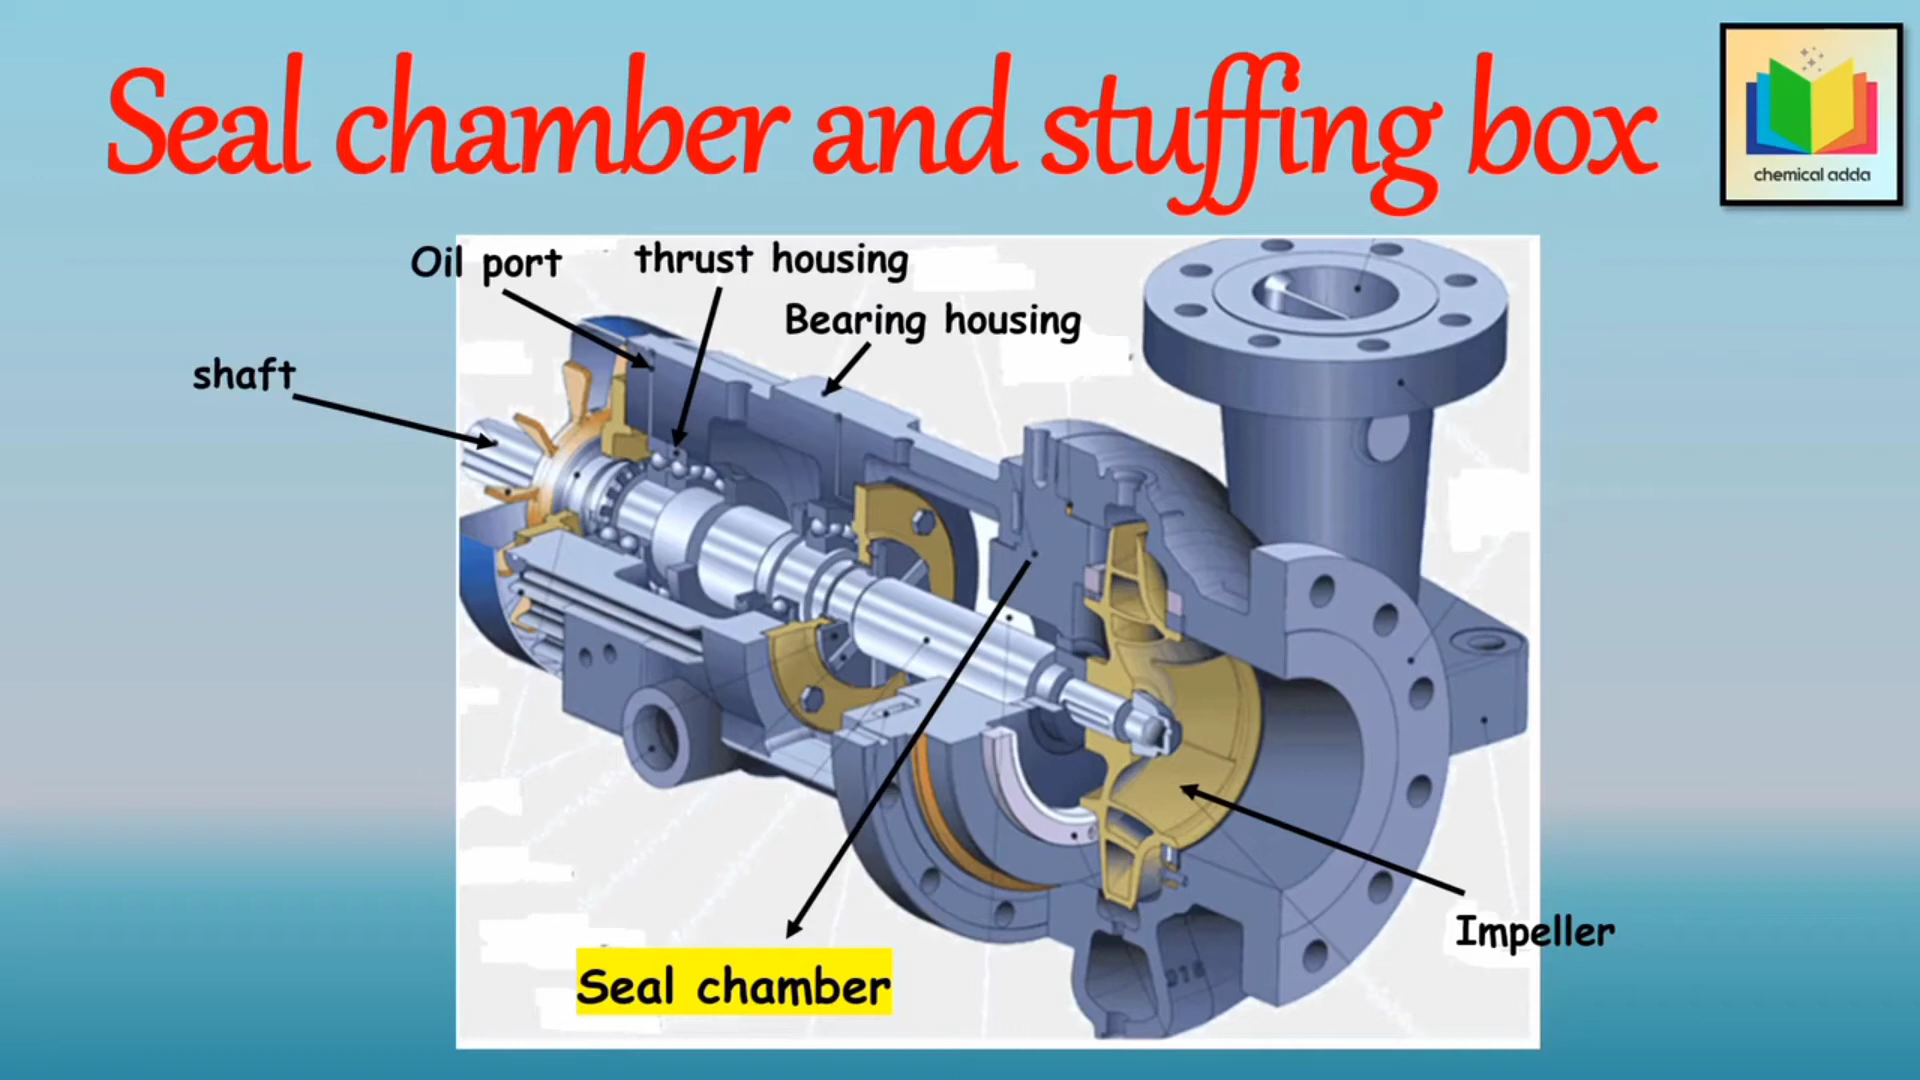 Seal chamber and stuffing box
chemical adda
Oil port
thrust housing
Bearing housing
shaft
Impeller
Seal chamber